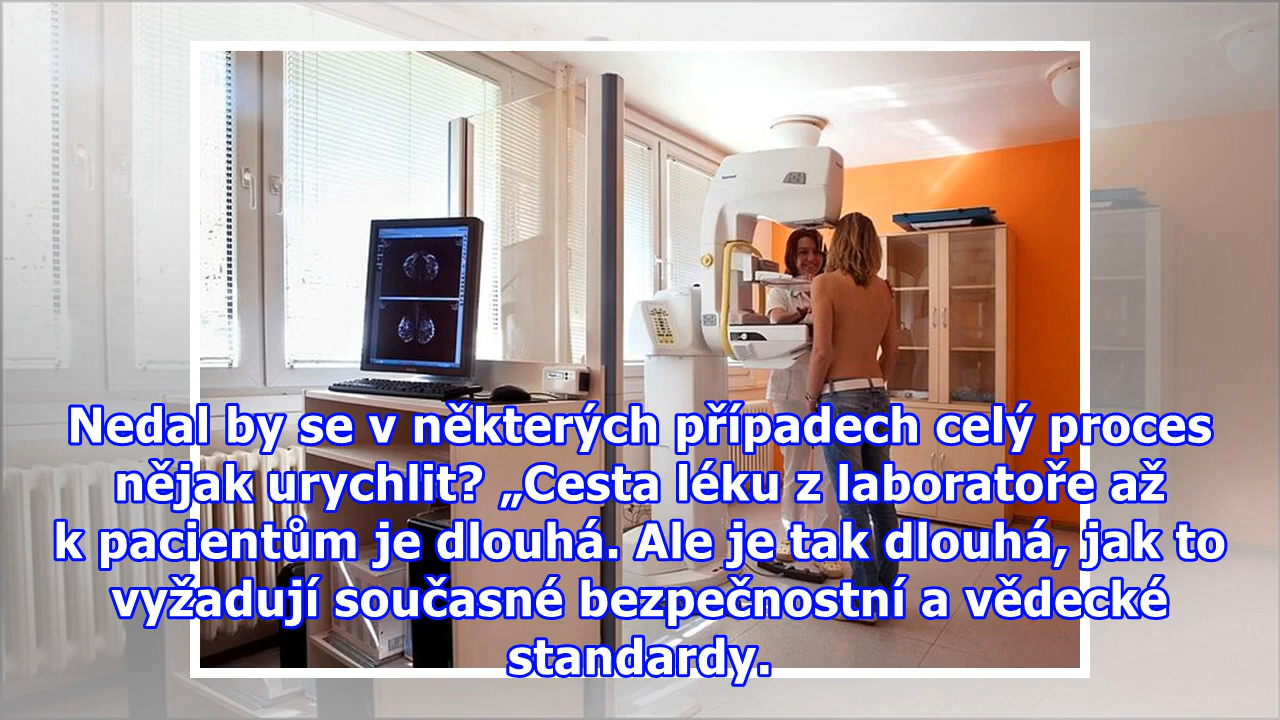 Nedal by se v některých případech celý proces
nějak urychlit? „Cesta léku z laboratoře až
k pacientům je dlouhá. Ale je tak dlouhá, jak to
vyžadují současné bezpečnostní a vědecké
standardy.